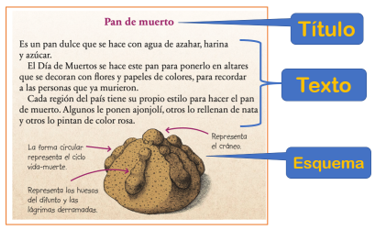 Pan de muerto
Título
Es un pan dulce que se hace con agua de azahar, harina
y azúcar.
El Día de Muertos se hace este pan para ponerlo en altares
que se decoran con flores y papeles de colores, para recordar
a las personas que ya murieron.
Cada región del país tiene su propio estilo para hacer el pan
de muerto. Algunos le ponen ajonjolí, otros lo rellenan de nata
y otros lo pintan de color rosa.
Texto
La forma circular
representa el ciclo
vida-muerte.
Representa
el cráneo.
Esquema
Representa los huesos
del difunto y las
lágrimas derramadas.